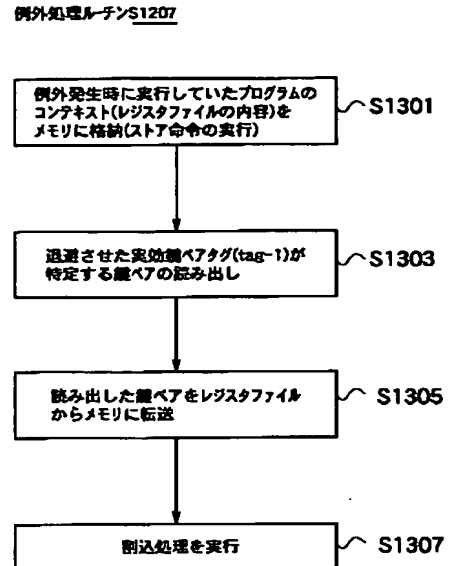 例外処理ルーチンS1207
例外発生時に実行していたプログラムの
コンテキスト(レジスタファイルの内容)を
メモリに格納(ストア命令の実行)
S1301
退避させた実効鍵ペアタグ(tag-1)が
特定する鍵ペアの読み出し
S1303
読み出した鍵ペアをレジスタファイル
からメモリに転送
S1305
割込処理を実行
S1307